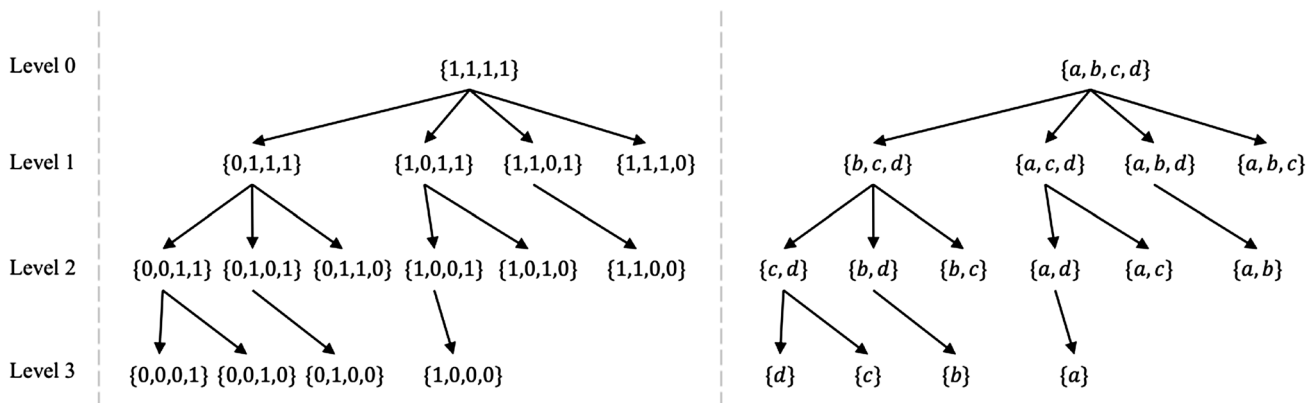 Level 0 {1,1,1,1} {a, b, c, d}
Level 1 {0,1,1,1} {1,0,1,1} {1,1,0,1} {1,1,1,0} {b, c, d} {a, c, d} {a, b, d} {a, b, c}
Level 2 {0,0,1,1} {0,1,0,1} {0,1,1,0} {1,0,0,1} {1,0,1,0} {1,1,0,0} {c, d} {b, d} {b, c} {a, d} {a, c} {a, b}
Level 3 {0,0,0,1} {0,0,1,0} {0,1,0,0} {1,0,0,0} {d} {c} {b} {a}